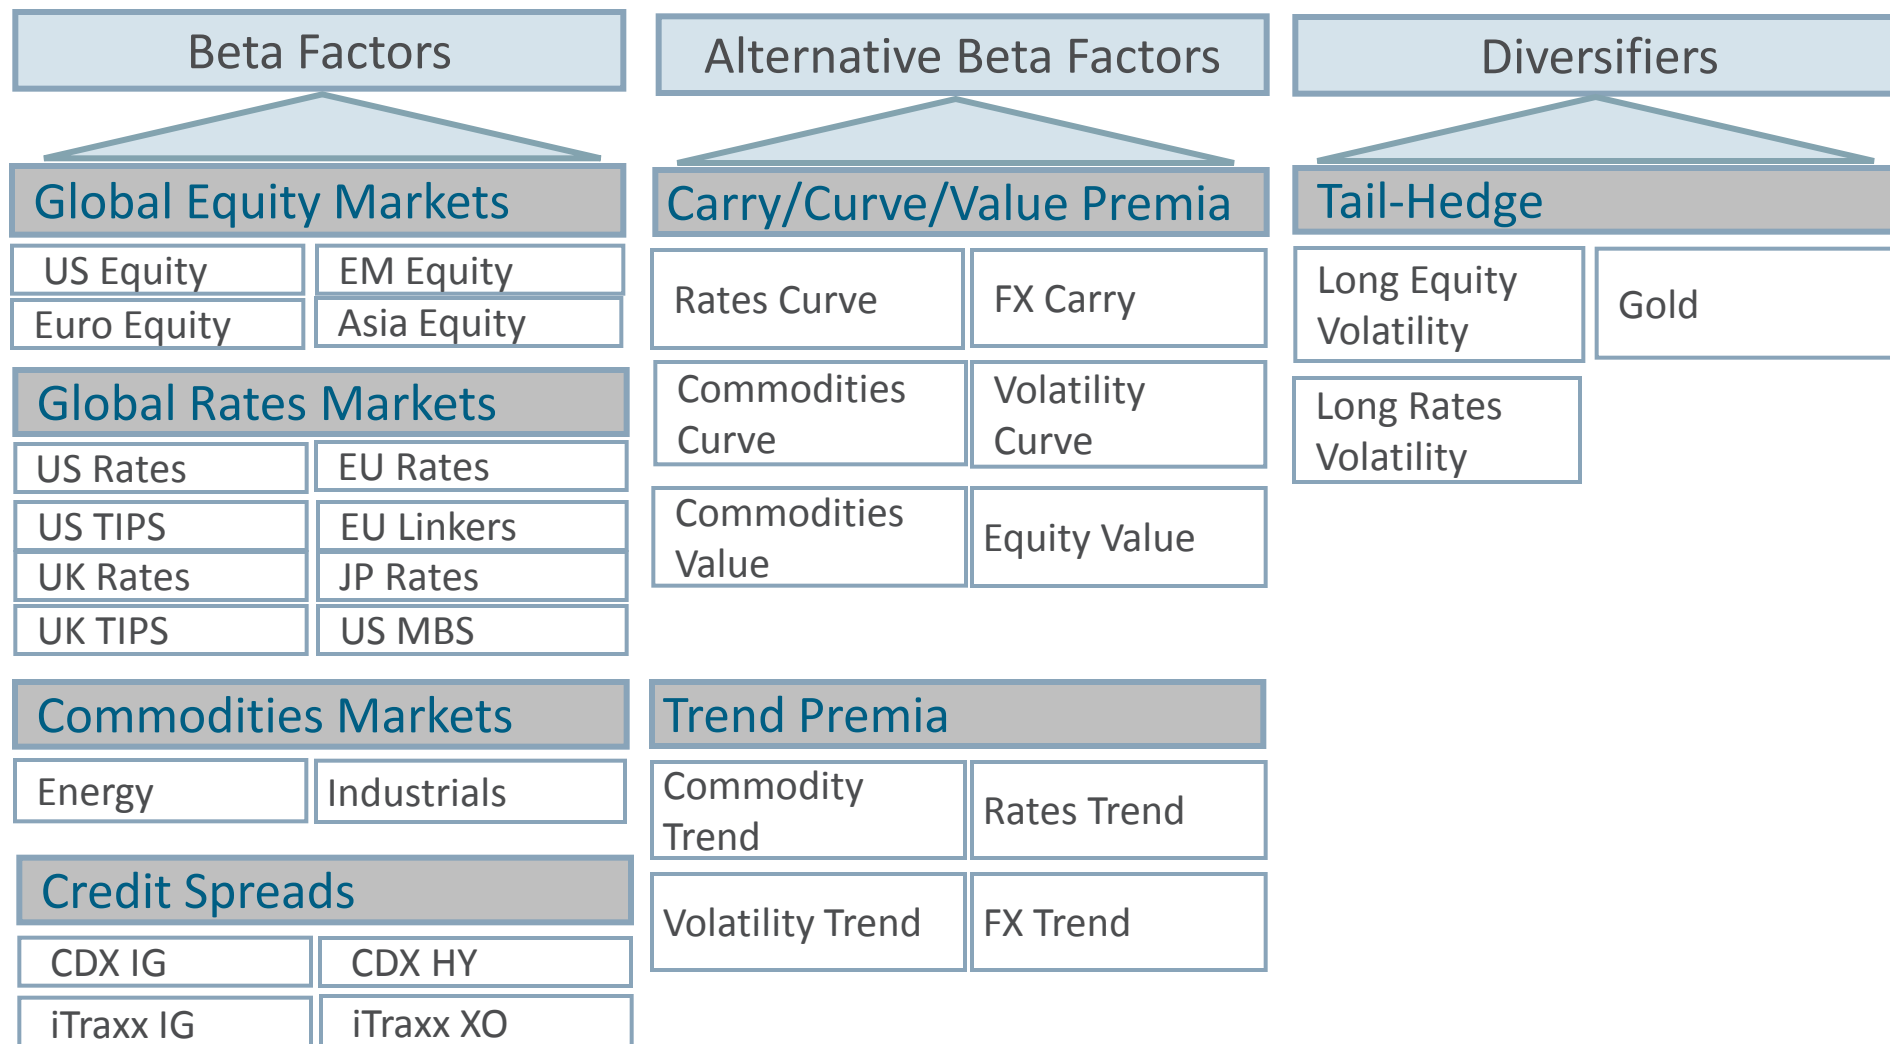 Beta Factors
Global Equity Markets
US Equity
EM Equity
Euro Equity
Asia Equity
Global Rates Markets
US Rates
EU Rates
US TIPS
EU Linkers
UK Rates
JP Rates
UK TIPS
US MBS
Commodities Markets
Energy
Industrials
Credit Spreads
CDX IG
CDX HY
iTraxx IG
iTraxx XO
Alternative Beta Factors
Carry/Curve/Value Premia
Rates Curve
FX Carry
Commodities
Curve
Volatility
Curve
Commodities
Value
Equity Value
Trend Premia
Commodity
Trend
Rates Trend
Volatility Trend
FX Trend
Diversifiers
Tail-Hedge
Long Equity
Volatility
Gold
Long Rates
Volatility